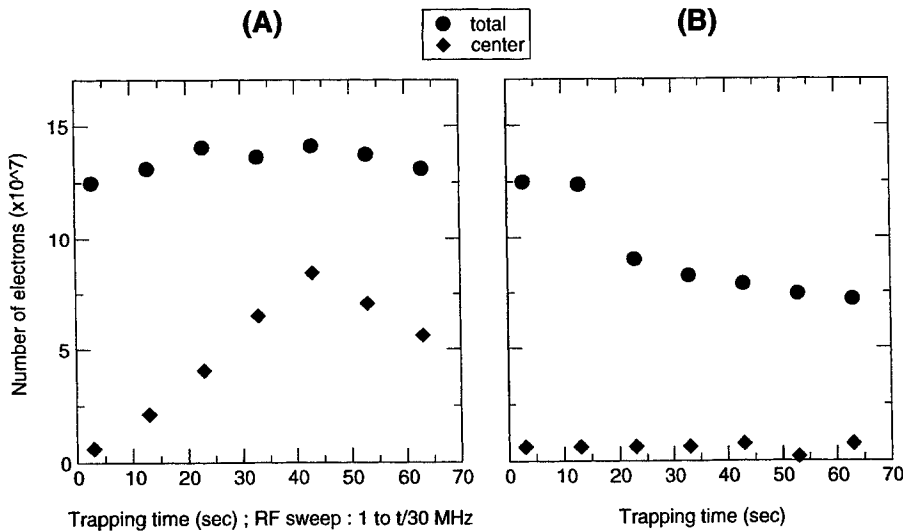 (A)
total
center
(B)
Number of electrons (x10^7)
15
10
5
0
0 10 20 30 40 50 60 70
0 10 20 30 40 50 60 70
Trapping time (sec) ; RF sweep : 1 to t/30 MHz
Trapping time (sec)